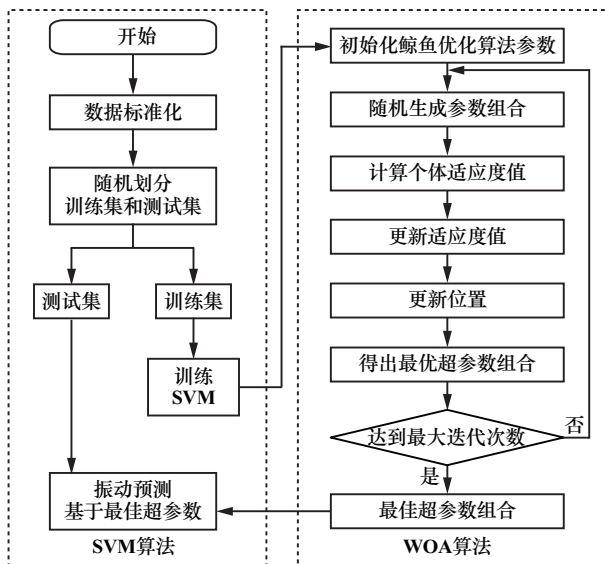 开始
数据标准化
随机划分
训练集和测试集
测试集
训练集
训练
SVM
振动预测
基于最佳超参数
SVM算法
初始化鲸鱼优化算法参数
随机生成参数组合
计算个体适应度值
更新适应度值
更新位置
得出最优超参数组合
达到最大迭代次数
否
是
最佳超参数组合
WOA算法